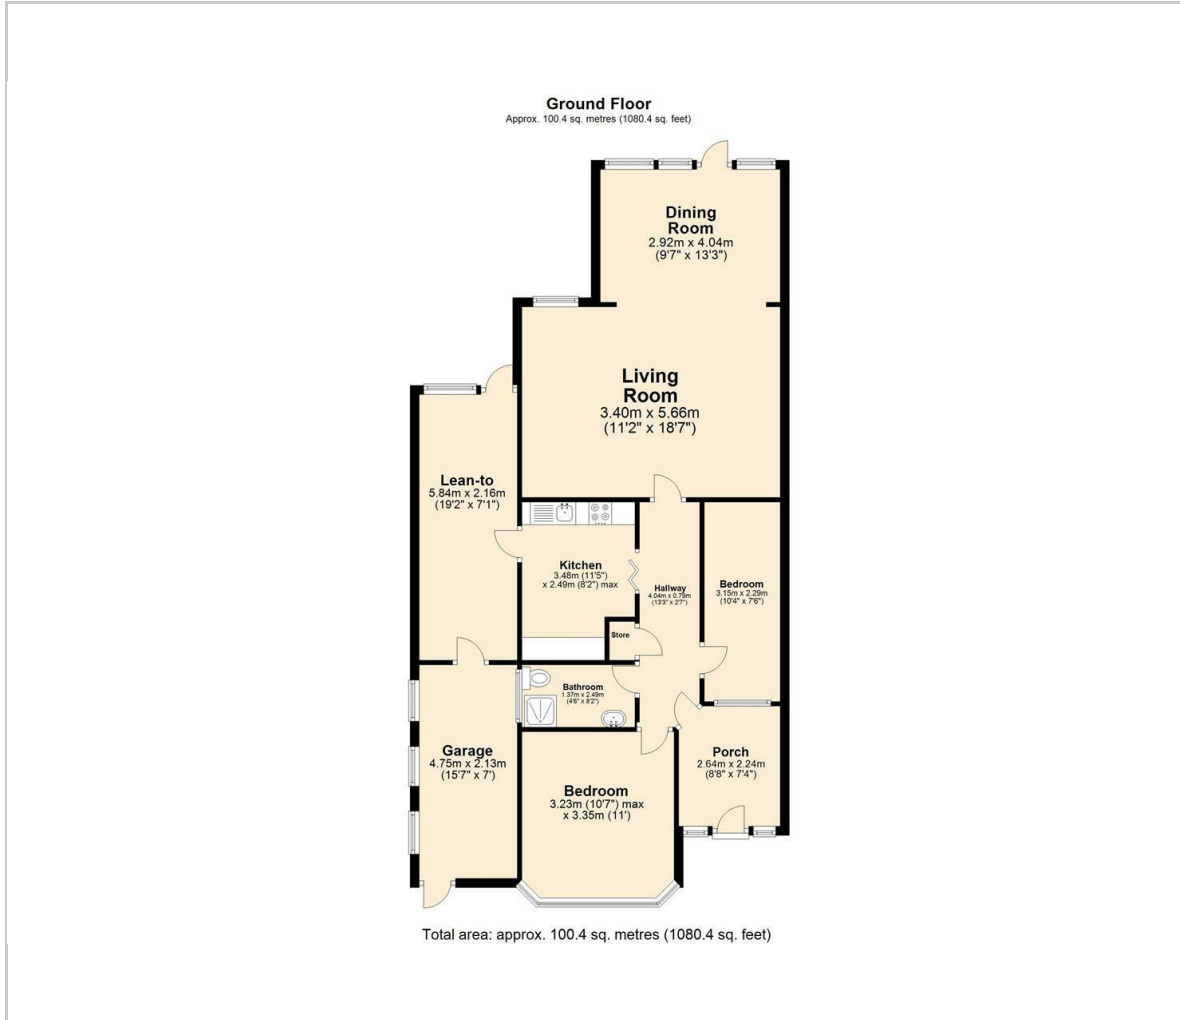 Ground Floor
Approx. 100.4 sq. metres (1080.4 sq. feet)
Dining
Room
2.92m x 4.04m
(9'7" x 13'3")
Living
Room
3.40m x 5.66m
(11'2" x 18'7")
Lean-to
5.84m x 2.16m
(19'2" x 7'1")
Kitchen
3.48m (11'5")
x 2.49m (8'2") max
Hallway
4.04m x 0.79m
(13'3" x 2'7")
Bedroom
3.15m x 2.29m
(10'4" x 7'6")
Store
Bathroom
1.37m x 2.49m
(4'6" x 8'2")
Garage
4.75m x 2.13m
(15'7" x 7')
Porch
2.64m x 2.24m
(8'8" x 7'4")
Bedroom
3.23m (10'7") max
x 3.35m (11')
Total area: approx. 100.4 sq. metres (1080.4 sq. feet)